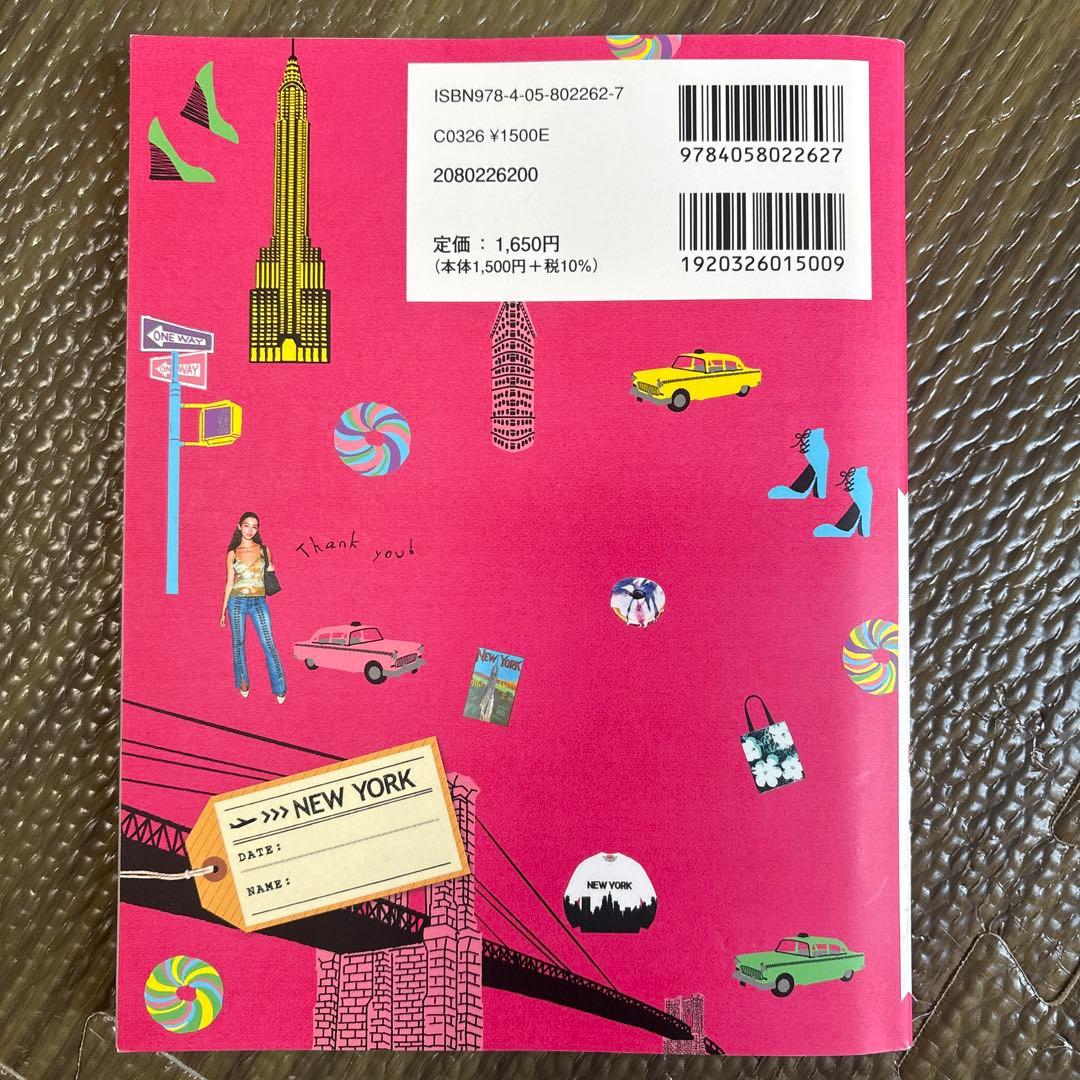 ISBN978-4-05-802262-7
C0326 ¥1500E
2080226200
定価 : 1,650円
(本体1,500円+税10%)
9784058022627
1920326015009
ONE WAY
ONE WAY
Thank you!
NEW YORK
>>> NEW YORK
DATE:
NAME:
NEW YORK